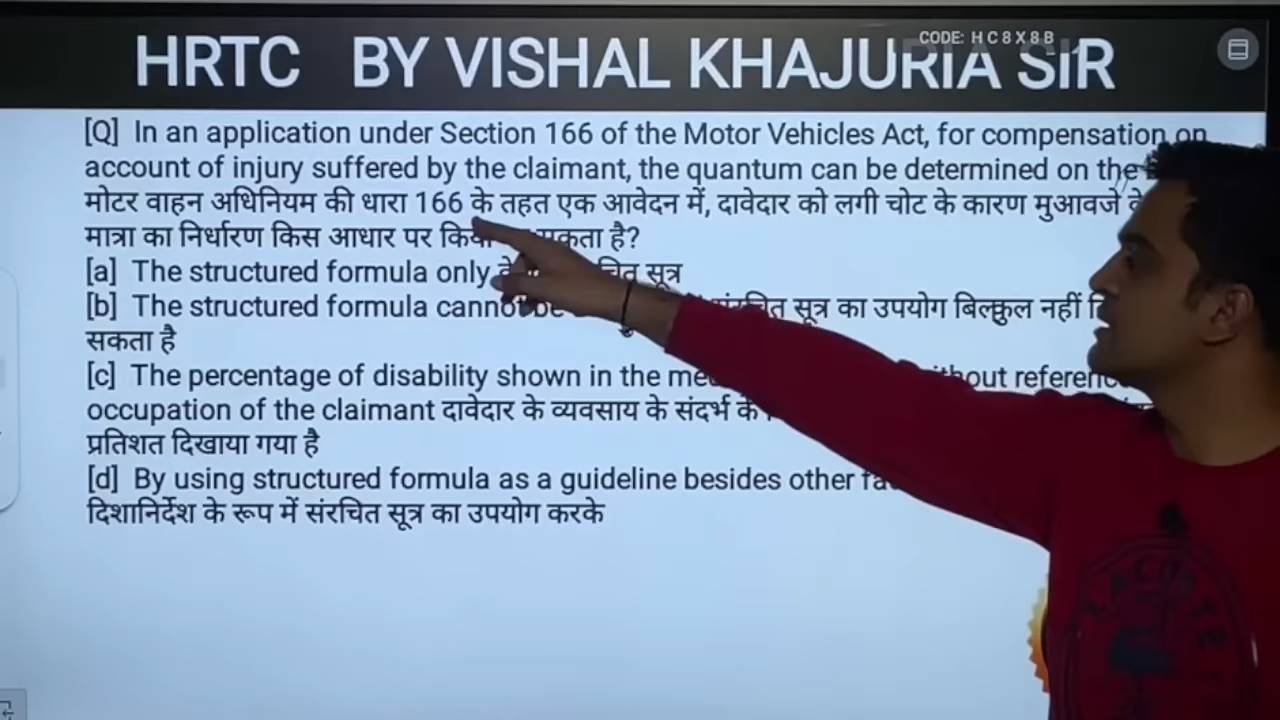 HRTC BY VISHAL KHAJURIA SIR
CODE: HC8X8B
[Q] In an application under Section 166 of the Motor Vehicles Act, for compensation on
account of injury suffered by the claimant, the quantum can be determined on the
मोटर वाहन अधिनियम की धारा 166 के तहत एक आवेदन में, दावेदार को लगी चोट के कारण मुआवजे
मात्रा का निर्धारण किस आधार पर किया सकता है?
[a] The structured formula only सूत्र
[b] The structured formula cannot be संरचित सूत्र का उपयोग बिल्कुल नहीं
सकता है
[c] The percentage of disability shown in the
occupation of the claimant दावेदार के व्यवसाय के संदर्भ के
प्रतिशत दिखाया गया है
[d] By using structured formula as a guideline besides other
दिशानिर्देश के रूप में संरचित सूत्र का उपयोग करके